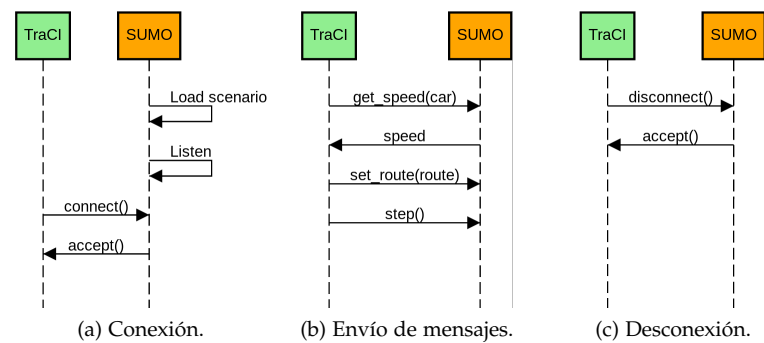 TraCI
SUMO
Load scenario
Listen
connect()
accept()
(a) Conexión.
TraCI
SUMO
get_speed(car)
speed
set_route(route)
step()
(b) Envío de mensajes.
TraCI
SUMO
disconnect()
accept()
(c) Desconexión.